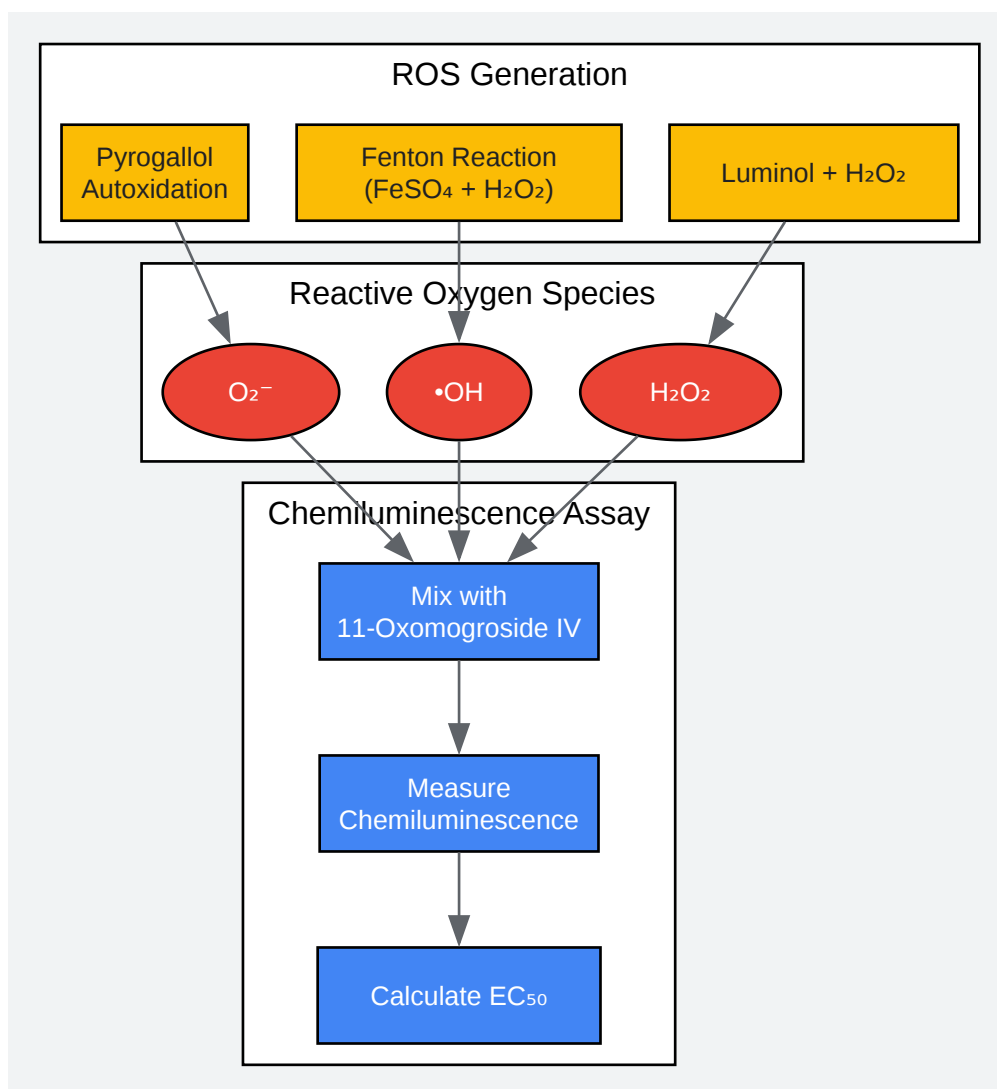 ROS Generation
Pyrogallol
Autoxidation
Fenton Reaction
(FeSO₄ + H₂O₂)
Luminol + H₂O₂
Reactive Oxygen Species
O₂⁻
•OH
H₂O₂
Chemiluminescence Assay
Mix with
11-Oxomogroside IV
Measure
Chemiluminescence
Calculate EC₅₀